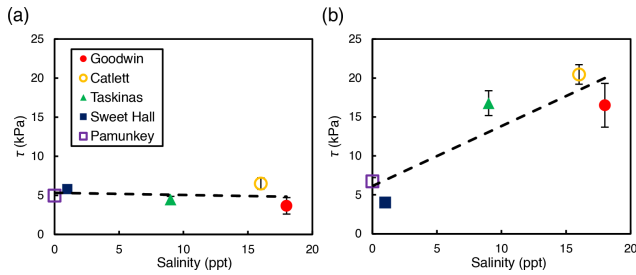 (a)
25
20
15
10
5
0
τ (kPa)
Goodwin
Catlett
Taskinas
Sweet Hall
Pamunkey
0 5 10 15 20
Salinity (ppt)
(b)
25
20
15
10
5
0
τ (kPa)
0 5 10 15 20
Salinity (ppt)